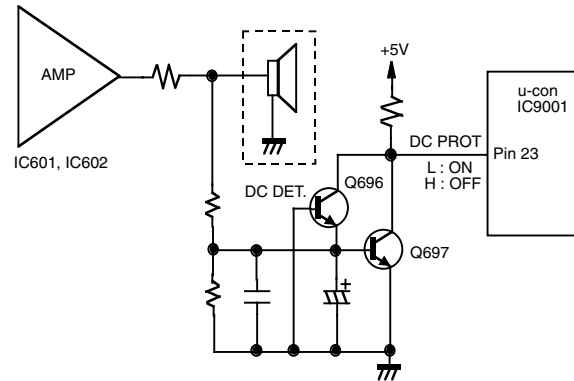 AMP
IC601, IC602
+5V
u-con
IC9001
DC PROT
Pin 23
L : ON
H : OFF
Q696
DC DET.
Q697
+